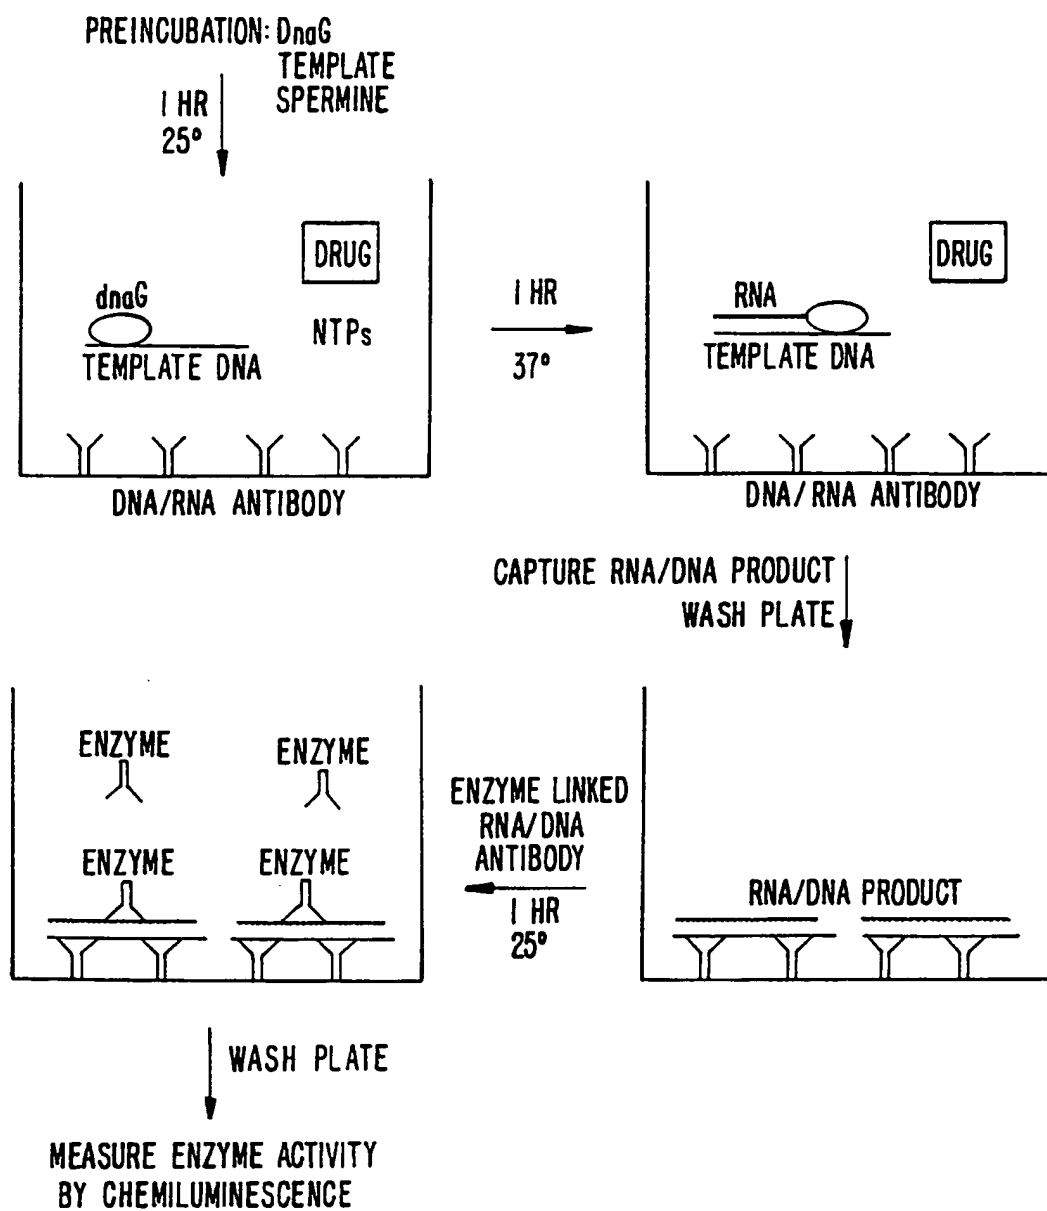 PREINCUBATION: DnaG
TEMPLATE
SPERMINE
1 HR
25°
DRUG
dnaG
NTPs
TEMPLATE DNA
DNA/RNA ANTIBODY
1 HR
37°
DRUG
RNA
TEMPLATE DNA
DNA/RNA ANTIBODY
CAPTURE RNA/DNA PRODUCT
WASH PLATE
RNA/DNA PRODUCT
ENZYME LINKED
RNA/DNA
ANTIBODY
1 HR
25°
ENZYME
ENZYME
ENZYME
ENZYME
WASH PLATE
MEASURE ENZYME ACTIVITY
BY CHEMILUMINESCENCE